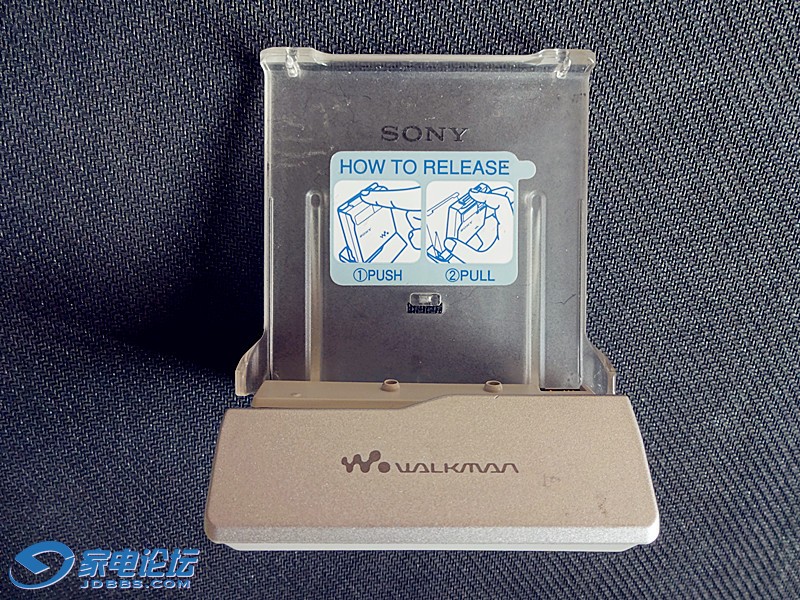 SONY
HOW TO RELEASE
①PUSH ②PULL
WALKMAN
家电论坛
JDBBS.COM